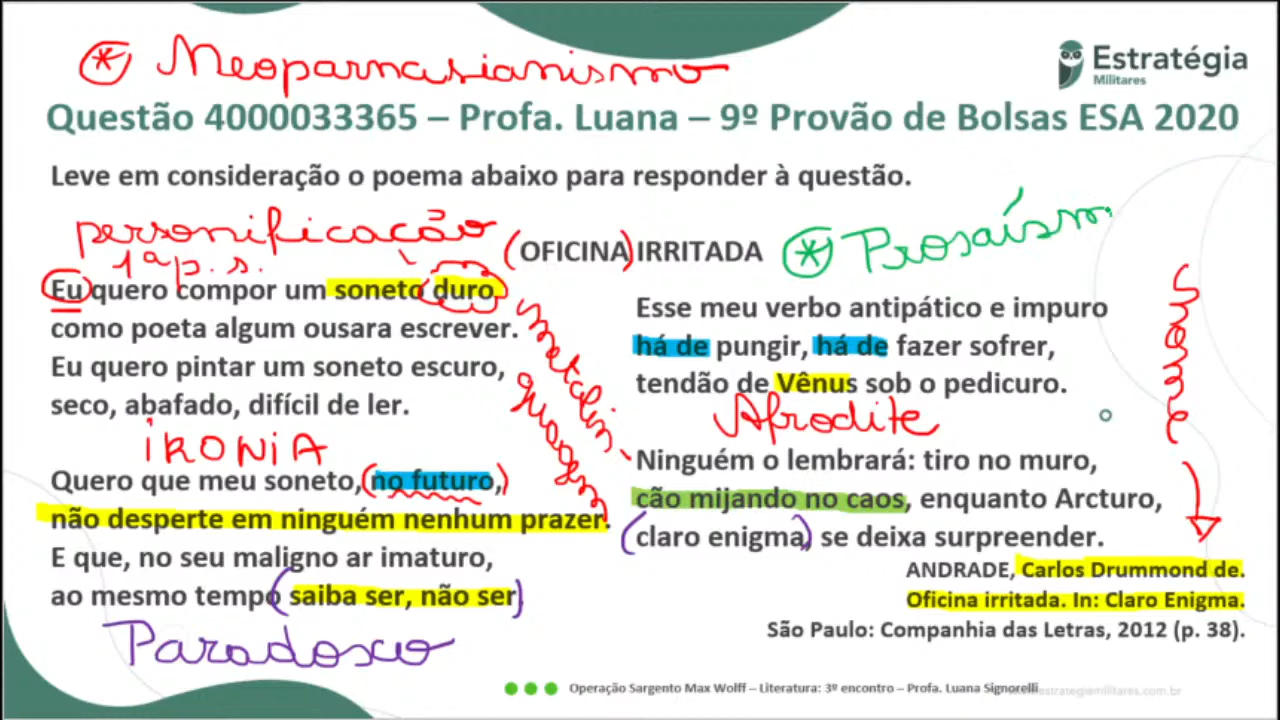 * Neoparnasianismo
Estratégia
Militares
Questão 4000033365 – Profa. Luana – 9º Provão de Bolsas ESA 2020
Leve em consideração o poema abaixo para responder à questão.
personificação
1ª p. s.
(OFICINA) IRRITADA
* Prosaísm
Eu quero compor um soneto duro
como poeta algum ousara escrever.
Eu quero pintar um soneto escuro,
seco, abafado, difícil de ler.
metalin-
guagem
IRONIA
Quero que meu soneto, (no futuro,)
não desperte em ninguém nenhum prazer.
E que, no seu maligno ar imaturo,
ao mesmo tempo (saiba ser, não ser)
Paradoxo
Esse meu verbo antipático e impuro
há de pungir, há de fazer sofrer,
tendão de Vênus sob o pedicuro.
Afrodite
Ninguém o lembrará: tiro no muro,
cão mijando no caos, enquanto Arcturo,
(claro enigma), se deixa surpreender.
ANDRADE, Carlos Drummond de.
Oficina irritada. In: Claro Enigma.
São Paulo: Companhia das Letras, 2012 (p. 38).
Operação Sargento Max Wolff – Literatura: 3º encontro – Profa. Luana Signorelli
estrategiamilitares.com.br